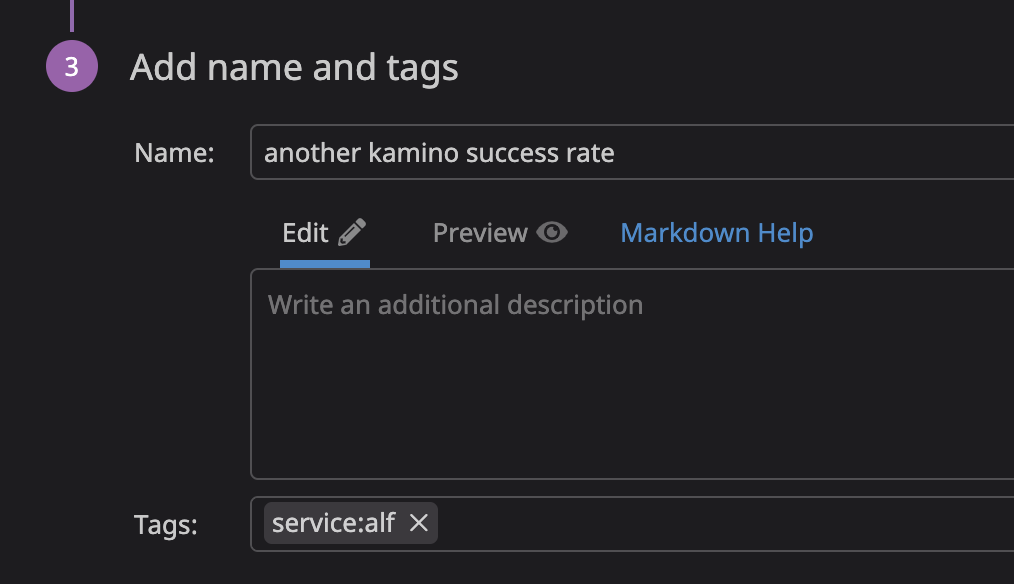 3 Add name and tags
Name: another kamino success rate
Edit Preview Markdown Help
Write an additional description
Tags: service:alf ×